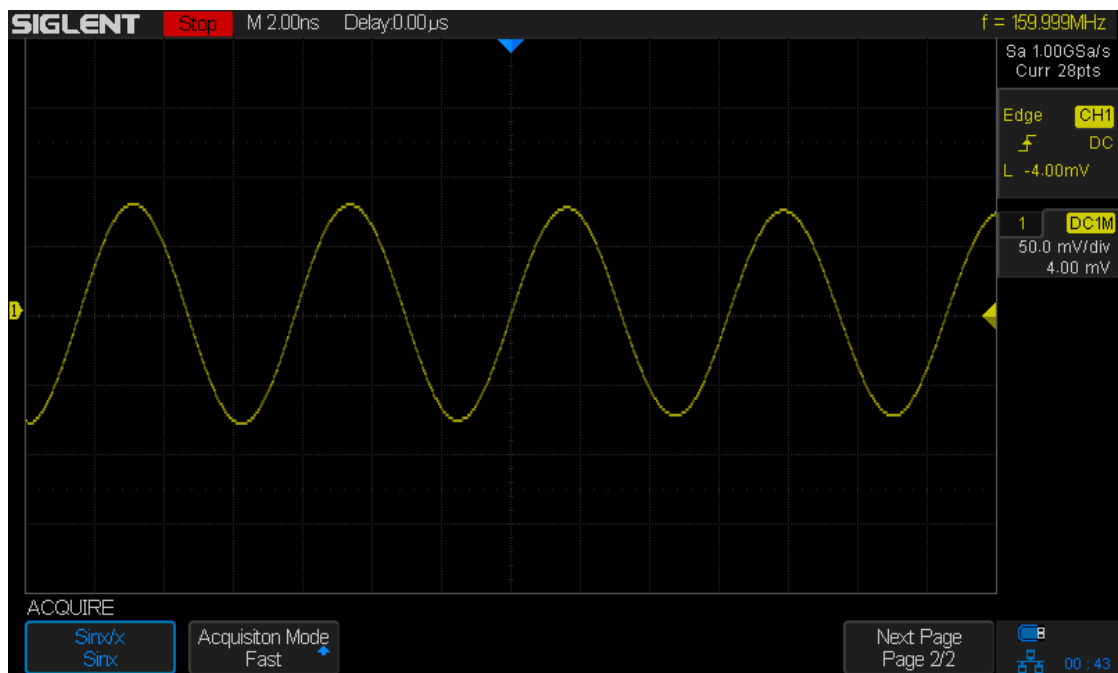 SIGLENT Stop M 2.00ns Delay:0.00µs f = 159.999MHz
Sa 1.00GSa/s
Curr 28pts
Edge CH1
DC
L -4.00mV
1 DC1M
50.0 mV/div
4.00 mV
1
ACQUIRE
Sinx/x
Sinx
Acquisiton Mode
Fast
Next Page
Page 2/2
00 : 43